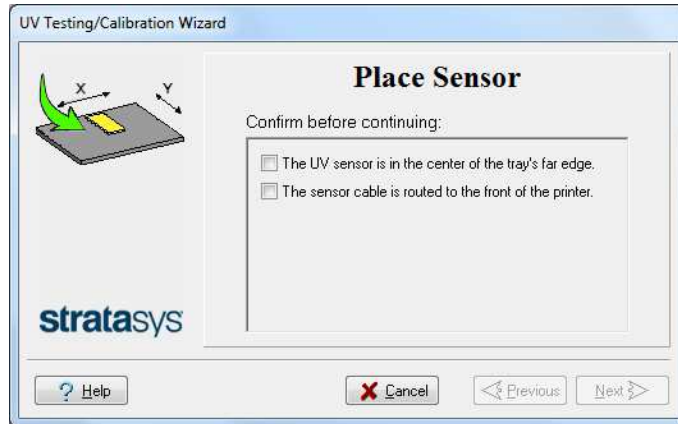 UV Testing/Calibration Wizard
X
Y
Place Sensor
Confirm before continuing:
The UV sensor is in the center of the tray's far edge.
The sensor cable is routed to the front of the printer.
stratasys
? Help
Cancel
Previous
Next